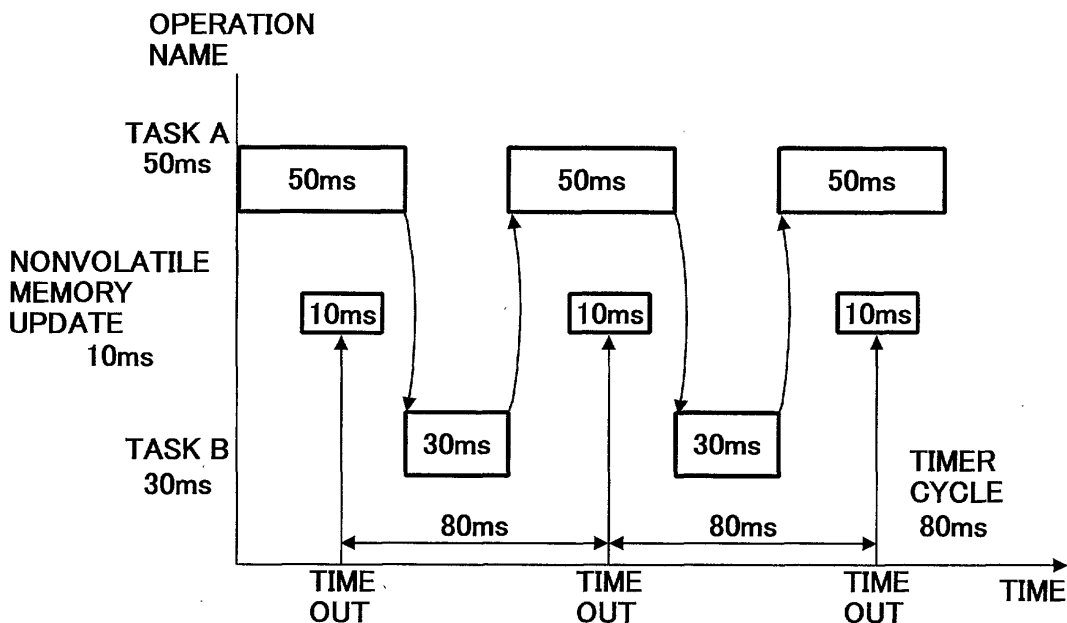 OPERATION
NAME
TASK A
50ms
50ms
50ms
50ms
NONVOLATILE
MEMORY
UPDATE
10ms
10ms
10ms
10ms
TASK B
30ms
30ms
30ms
TIMER
CYCLE
80ms
80ms
80ms
TIME
OUT
TIME
OUT
TIME
OUT
TIME